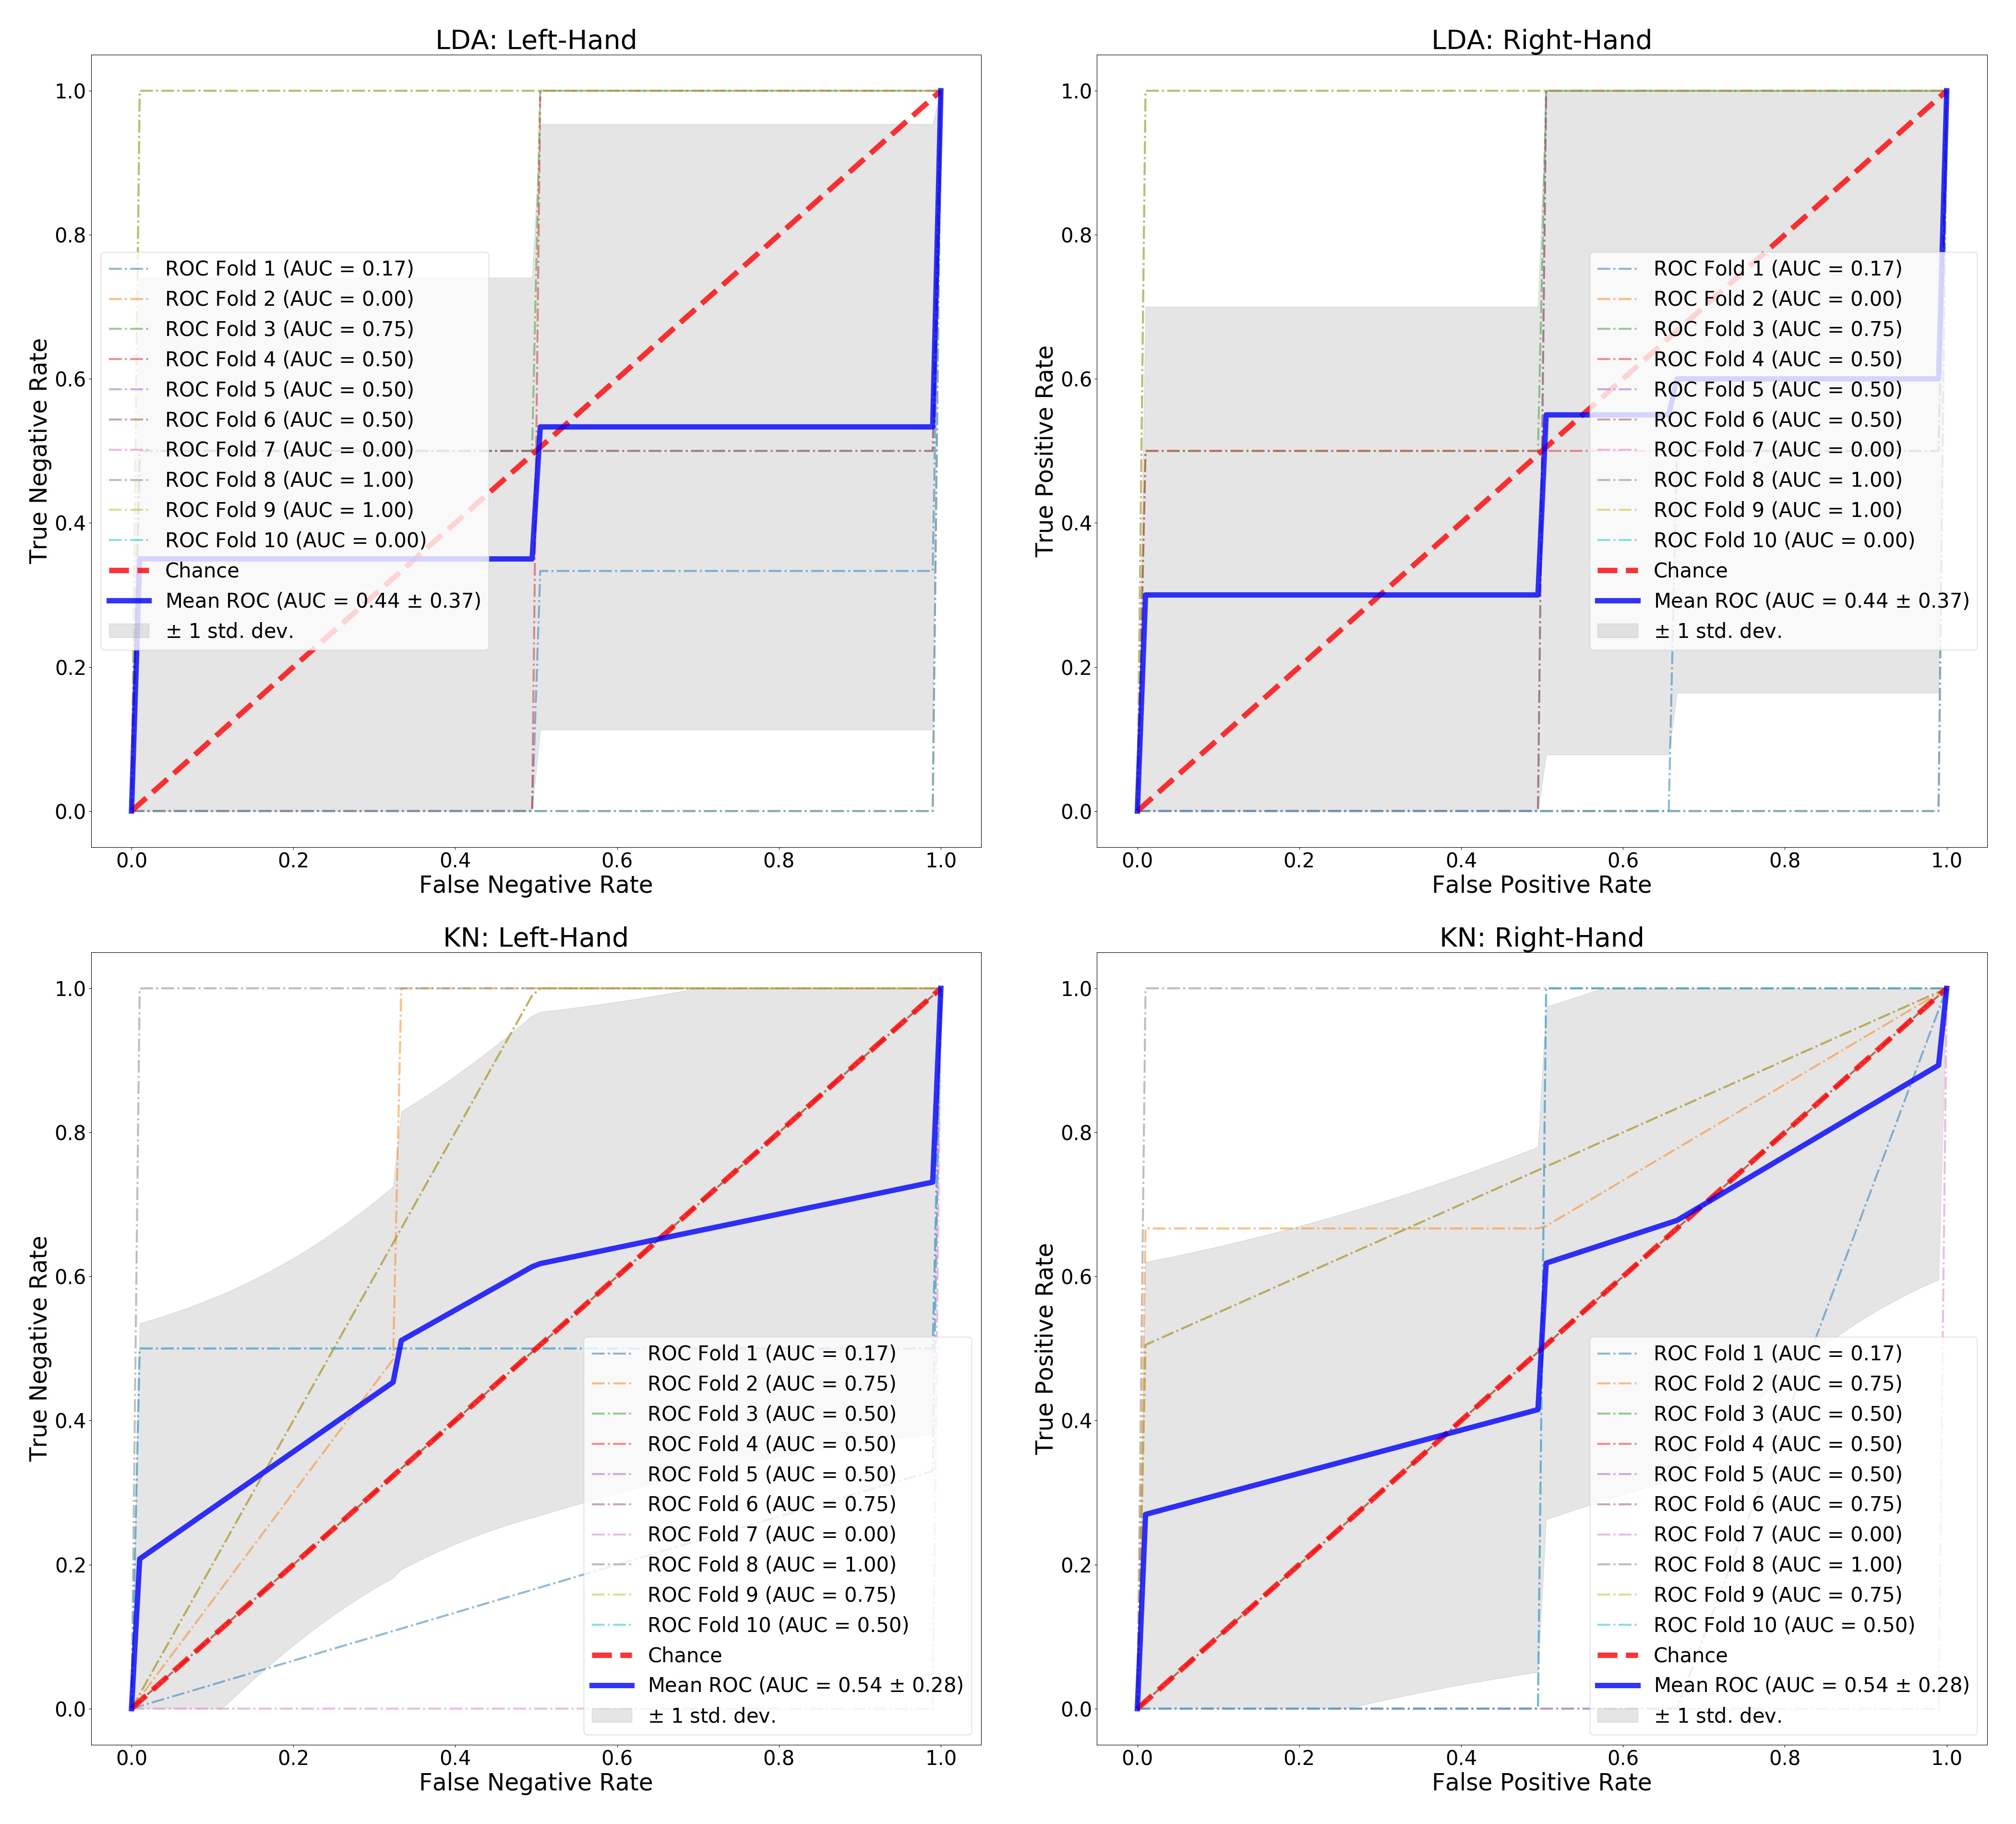 LDA: Left-Hand
True Negative Rate
1.0
0.8
0.6
0.4
0.2
0.0
ROC Fold 1 (AUC = 0.17)
ROC Fold 2 (AUC = 0.00)
ROC Fold 3 (AUC = 0.75)
ROC Fold 4 (AUC = 0.50)
ROC Fold 5 (AUC = 0.50)
ROC Fold 6 (AUC = 0.50)
ROC Fold 7 (AUC = 0.00)
ROC Fold 8 (AUC = 1.00)
ROC Fold 9 (AUC = 1.00)
ROC Fold 10 (AUC = 0.00)
Chance
Mean ROC (AUC = 0.44 ± 0.37)
± 1 std. dev.
0.0 0.2 0.4 0.6 0.8 1.0
False Negative Rate
LDA: Right-Hand
True Positive Rate
1.0
0.8
0.6
0.4
0.2
0.0
ROC Fold 1 (AUC = 0.17)
ROC Fold 2 (AUC = 0.00)
ROC Fold 3 (AUC = 0.75)
ROC Fold 4 (AUC = 0.50)
ROC Fold 5 (AUC = 0.50)
ROC Fold 6 (AUC = 0.50)
ROC Fold 7 (AUC = 0.00)
ROC Fold 8 (AUC = 1.00)
ROC Fold 9 (AUC = 1.00)
ROC Fold 10 (AUC = 0.00)
Chance
Mean ROC (AUC = 0.44 ± 0.37)
± 1 std. dev.
0.0 0.2 0.4 0.6 0.8 1.0
False Positive Rate
KN: Left-Hand
True Negative Rate
1.0
0.8
0.6
0.4
0.2
0.0
ROC Fold 1 (AUC = 0.17)
ROC Fold 2 (AUC = 0.75)
ROC Fold 3 (AUC = 0.50)
ROC Fold 4 (AUC = 0.50)
ROC Fold 5 (AUC = 0.50)
ROC Fold 6 (AUC = 0.75)
ROC Fold 7 (AUC = 0.00)
ROC Fold 8 (AUC = 1.00)
ROC Fold 9 (AUC = 0.75)
ROC Fold 10 (AUC = 0.50)
Chance
Mean ROC (AUC = 0.54 ± 0.28)
± 1 std. dev.
0.0 0.2 0.4 0.6 0.8 1.0
False Negative Rate
KN: Right-Hand
True Positive Rate
1.0
0.8
0.6
0.4
0.2
0.0
ROC Fold 1 (AUC = 0.17)
ROC Fold 2 (AUC = 0.75)
ROC Fold 3 (AUC = 0.50)
ROC Fold 4 (AUC = 0.50)
ROC Fold 5 (AUC = 0.50)
ROC Fold 6 (AUC = 0.75)
ROC Fold 7 (AUC = 0.00)
ROC Fold 8 (AUC = 1.00)
ROC Fold 9 (AUC = 0.75)
ROC Fold 10 (AUC = 0.50)
Chance
Mean ROC (AUC = 0.54 ± 0.28)
± 1 std. dev.
0.0 0.2 0.4 0.6 0.8 1.0
False Positive Rate